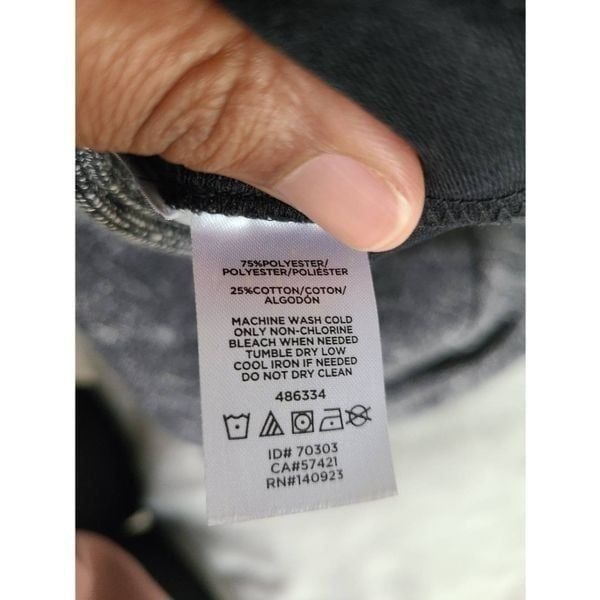 75%POLYESTER/
POLYESTER/POLIÉSTER
25%COTTON/COTON/
ALGODÓN
MACHINE WASH COLD
ONLY NON-CHLORINE
BLEACH WHEN NEEDED
TUMBLE DRY LOW
COOL IRON IF NEEDED
DO NOT DRY CLEAN
486334
ID# 70303
CA#57421
RN#140923